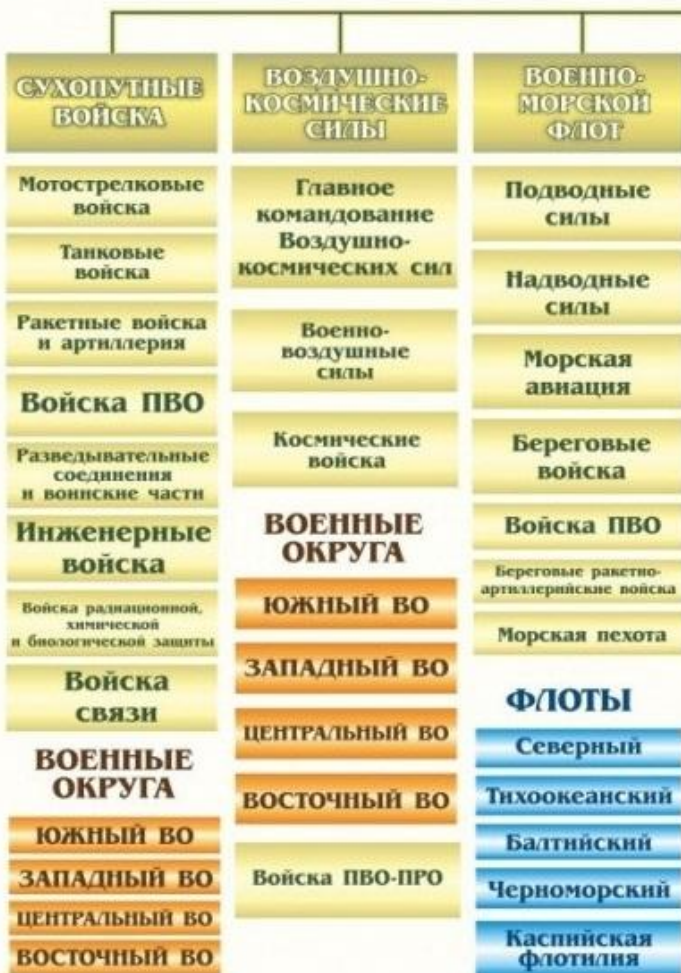 СУХОПУТНЫЕ
ВОЙСКА
Мотострелковые
войска
Танковые
войска
Ракетные войска
и артиллерия
Войска ПВО
Разведывательные
соединения
и воинские части
Инженерные
войска
Войска радиационной,
химической
и биологической защиты
Войска
связи
ВОЕННЫЕ
ОКРУГА
ЮЖНЫЙ ВО
ЗАПАДНЫЙ ВО
ЦЕНТРАЛЬНЫЙ ВО
ВОСТОЧНЫЙ ВО
ВОЗДУШНО-
КОСМИЧЕСКИЕ
СИЛЫ
Главное
командование
Воздушно-
космических сил
Военно-
воздушные
силы
Космические
войска
ВОЕННЫЕ
ОКРУГА
ЮЖНЫЙ ВО
ЗАПАДНЫЙ ВО
ЦЕНТРАЛЬНЫЙ ВО
ВОСТОЧНЫЙ ВО
Войска ПВО-ПРО
ВОЕННО-
МОРСКОЙ
ФЛОТ
Подводные
силы
Надводные
силы
Морская
авиация
Береговые
войска
Войска ПВО
Береговые ракетно-
артиллерийские войска
Морская пехота
ФЛОТЫ
Северный
Тихоокеанский
Балтийский
Черноморский
Каспийская
флотилия